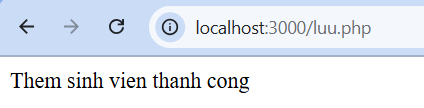 localhost:3000/luu.php
Them sinh vien thanh cong